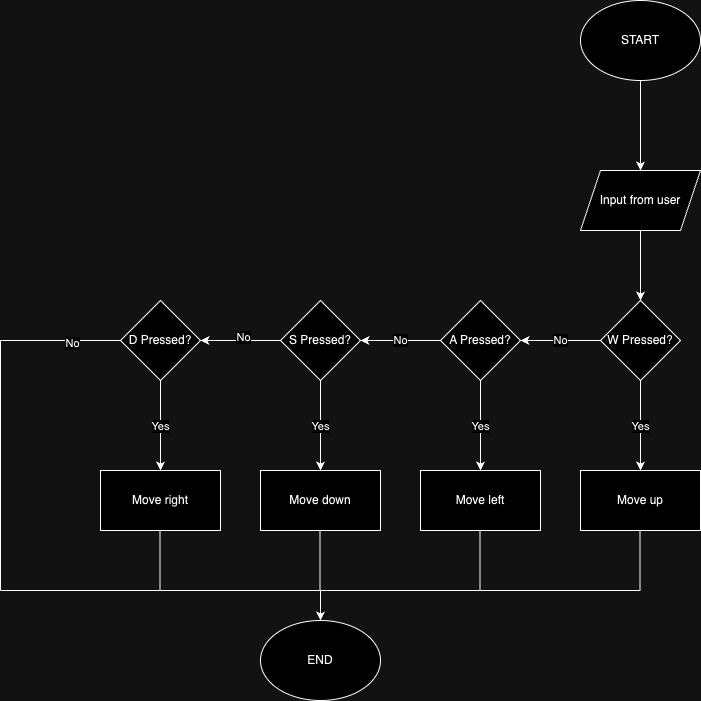 START
Input from user
D Pressed?
S Pressed?
A Pressed?
W Pressed?
No
No
No
No
Yes
Yes
Yes
Yes
Move right
Move down
Move left
Move up
END